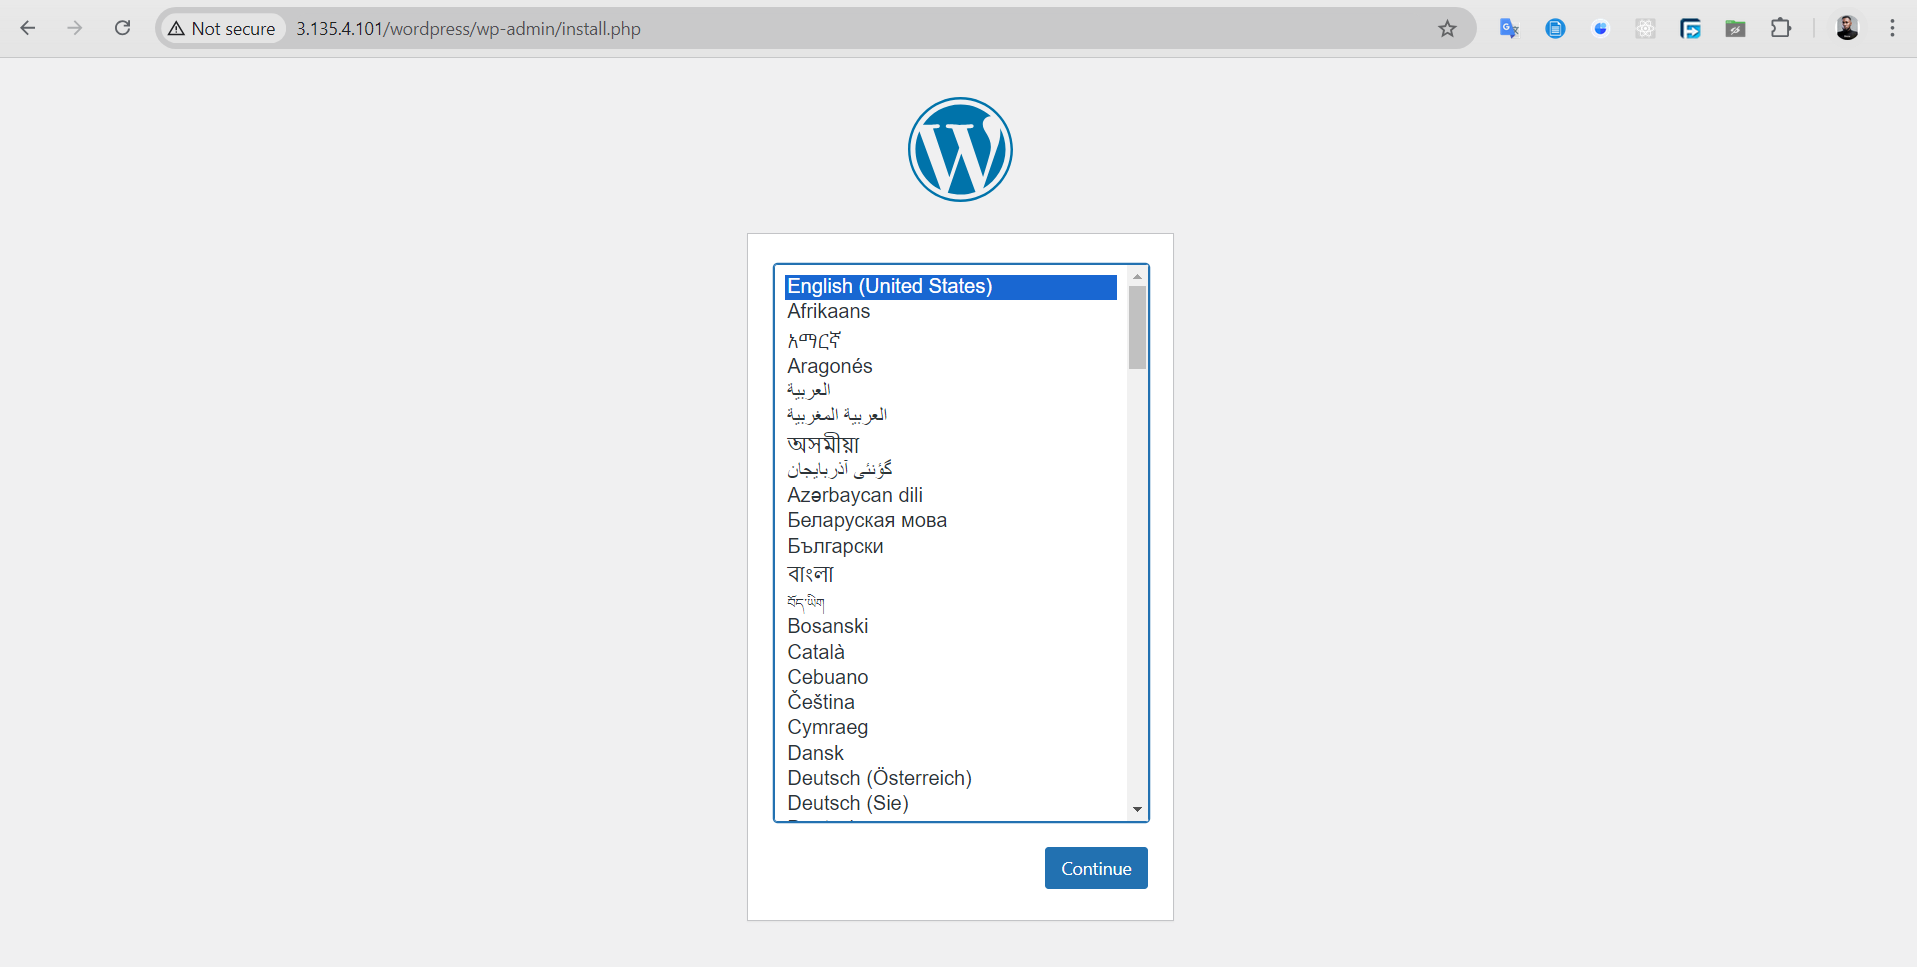 Not secure
3.135.4.101/wordpress/wp-admin/install.php
English (United States)
Afrikaans
አማርኛ
Aragonés
العربية
العربية المغربية
অসমীয়া
گؤنئی آذربایجان
Azərbaycan dili
Беларуская мова
Български
বাংলা
བོད་ཡིག
Bosanski
Català
Cebuano
Čeština
Cymraeg
Dansk
Deutsch (Österreich)
Deutsch (Sie)
Continue